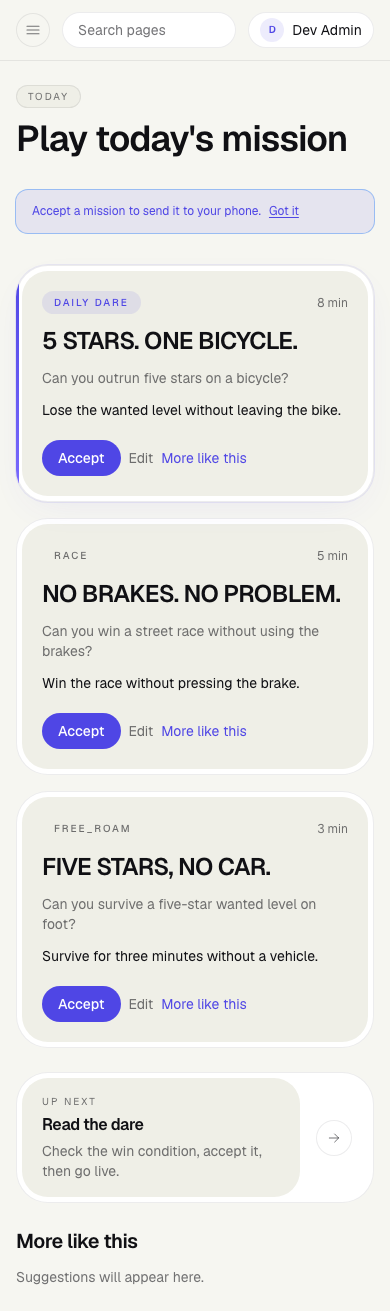 Search pages
D
Dev Admin
TODAY
Play today's mission
Accept a mission to send it to your phone. Got it
DAILY DARE
8 min
5 STARS. ONE BICYCLE.
Can you outrun five stars on a bicycle?
Lose the wanted level without leaving the bike.
Accept Edit More like this
RACE
5 min
NO BRAKES. NO PROBLEM.
Can you win a street race without using the
brakes?
Win the race without pressing the brake.
Accept Edit More like this
FREE_ROAM
3 min
FIVE STARS, NO CAR.
Can you survive a five-star wanted level on
foot?
Survive for three minutes without a vehicle.
Accept Edit More like this
UP NEXT
Read the dare
Check the win condition, accept it,
then go live.
More like this
Suggestions will appear here.